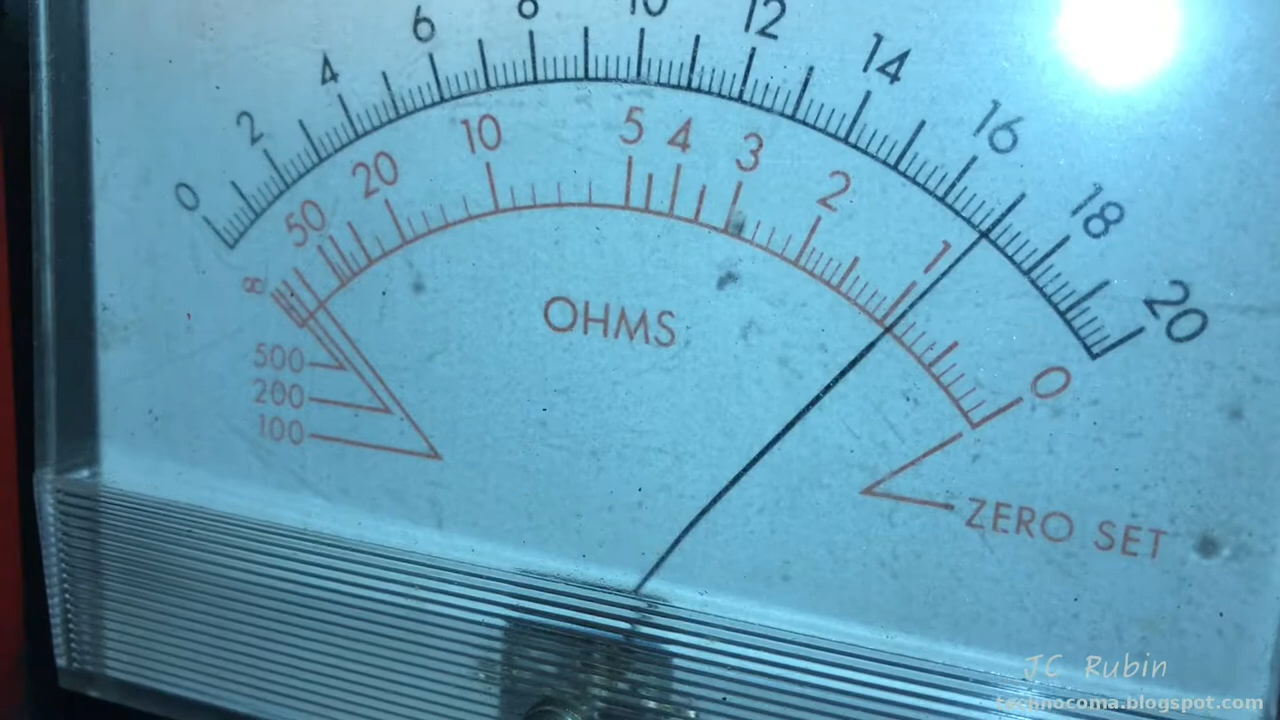 0 2 4 6 8 10 12 14 16 18 20
∞ 50 20 10 5 4 3 2 1 0
OHMS
500
200
100
ZERO SET
JC Rubin
technocoma.blogspot.com